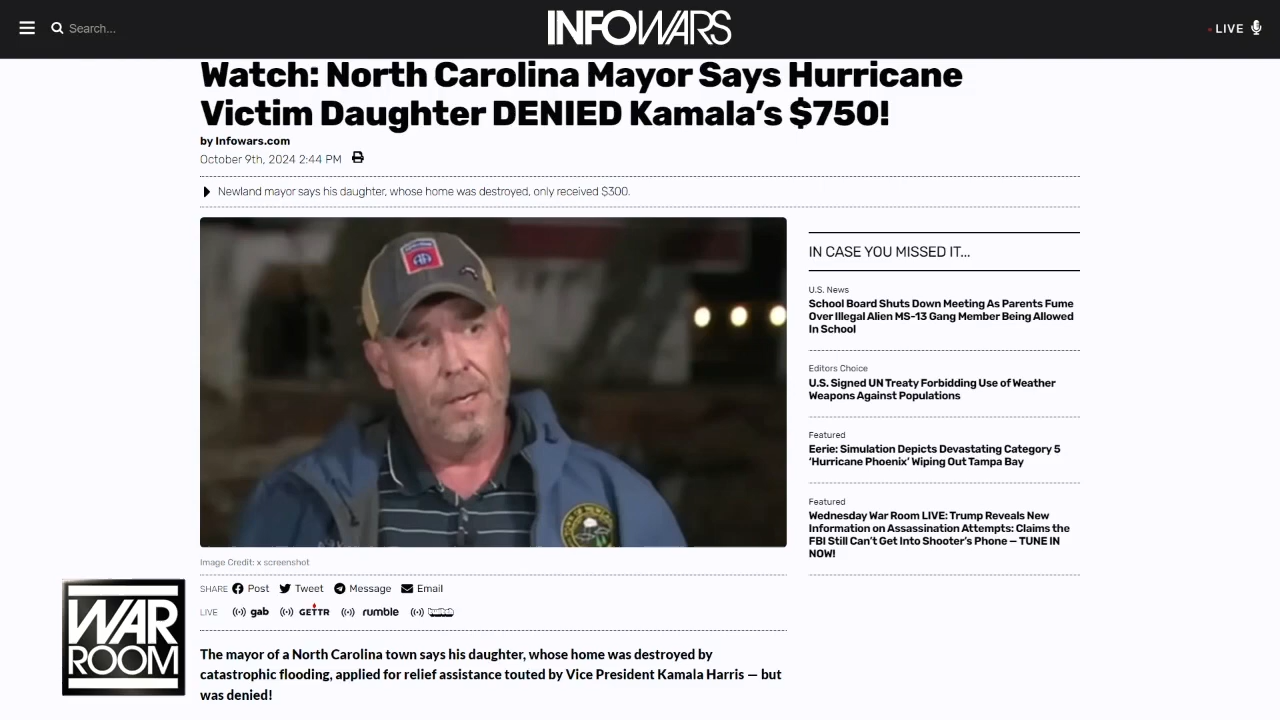 Search...
INFOWARS
LIVE
Watch: North Carolina Mayor Says Hurricane
Victim Daughter DENIED Kamala’s $750!
by Infowars.com
October 9th, 2024 2:44 PM
Newland mayor says his daughter, whose home was destroyed, only received $300.
IN CASE YOU MISSED IT...
U.S. News
School Board Shuts Down Meeting As Parents Fume
Over Illegal Alien MS-13 Gang Member Being Allowed
In School
Editors Choice
U.S. Signed UN Treaty Forbidding Use of Weather
Weapons Against Populations
Featured
Eerie: Simulation Depicts Devastating Category 5
‘Hurricane Phoenix’ Wiping Out Tampa Bay
Featured
Wednesday War Room LIVE: Trump Reveals New
Information on Assassination Attempts: Claims the
FBI Still Can’t Get Into Shooter’s Phone — TUNE IN
NOW!
Image Credit: x screenshot
SHARE Post Tweet Message Email
LIVE gab GETTR rumble
WAR
ROOM
The mayor of a North Carolina town says his daughter, whose home was destroyed by
catastrophic flooding, applied for relief assistance touted by Vice President Kamala Harris — but
was denied!